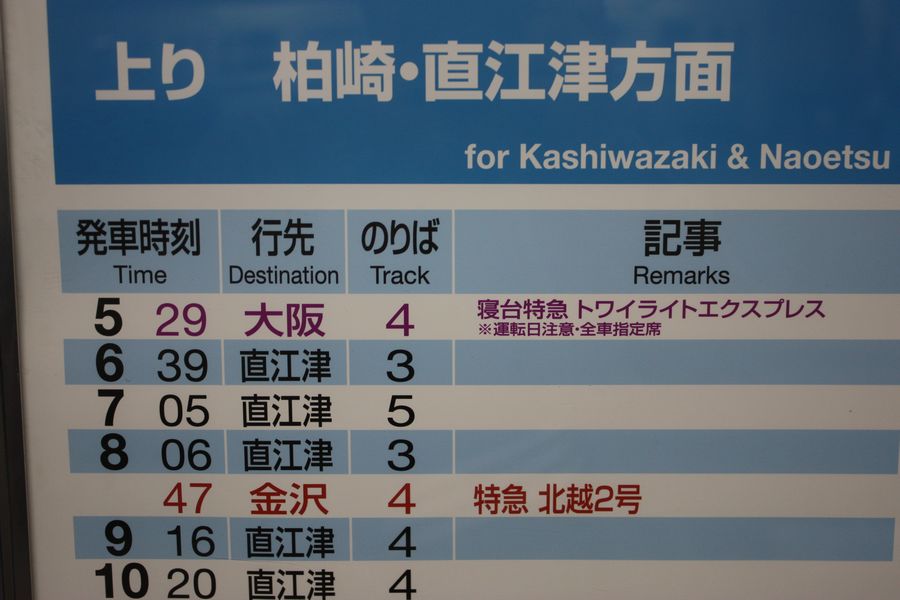 上り 柏崎・直江津方面
for Kashiwazaki & Naoetsu
発車時刻 行先 のりば 記事
Time Destination Track Remarks
5 29 大阪 4 寝台特急 トワイライトエクスプレス
※運転日注意・全車指定席
6 39 直江津 3
7 05 直江津 5
8 06 直江津 3
47 金沢 4 特急 北越2号
9 16 直江津 4
10 20 直江津 4